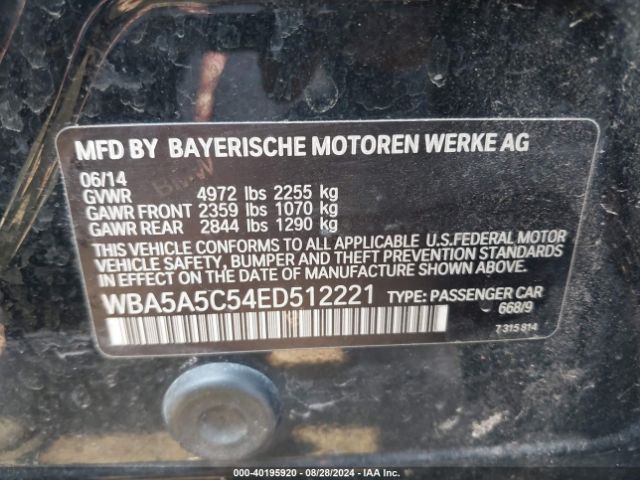 MFD BY BAYERISCHE MOTOREN WERKE AG
06/14
GVWR 4972 lbs 2255 kg
GAWR FRONT 2359 lbs 1070 kg
GAWR REAR 2844 lbs 1290 kg
THIS VEHICLE CONFORMS TO ALL APPLICABLE U.S.FEDERAL MOTOR
VEHICLE SAFETY, BUMPER AND THEFT PREVENTION STANDARDS
IN EFFECT ON THE DATE OF MANUFACTURE SHOWN ABOVE.
WBA5A5C54ED512221 TYPE: PASSENGER CAR
668/9
7 315 814
000-40195920 | 08/28/2024 | IAA Inc.